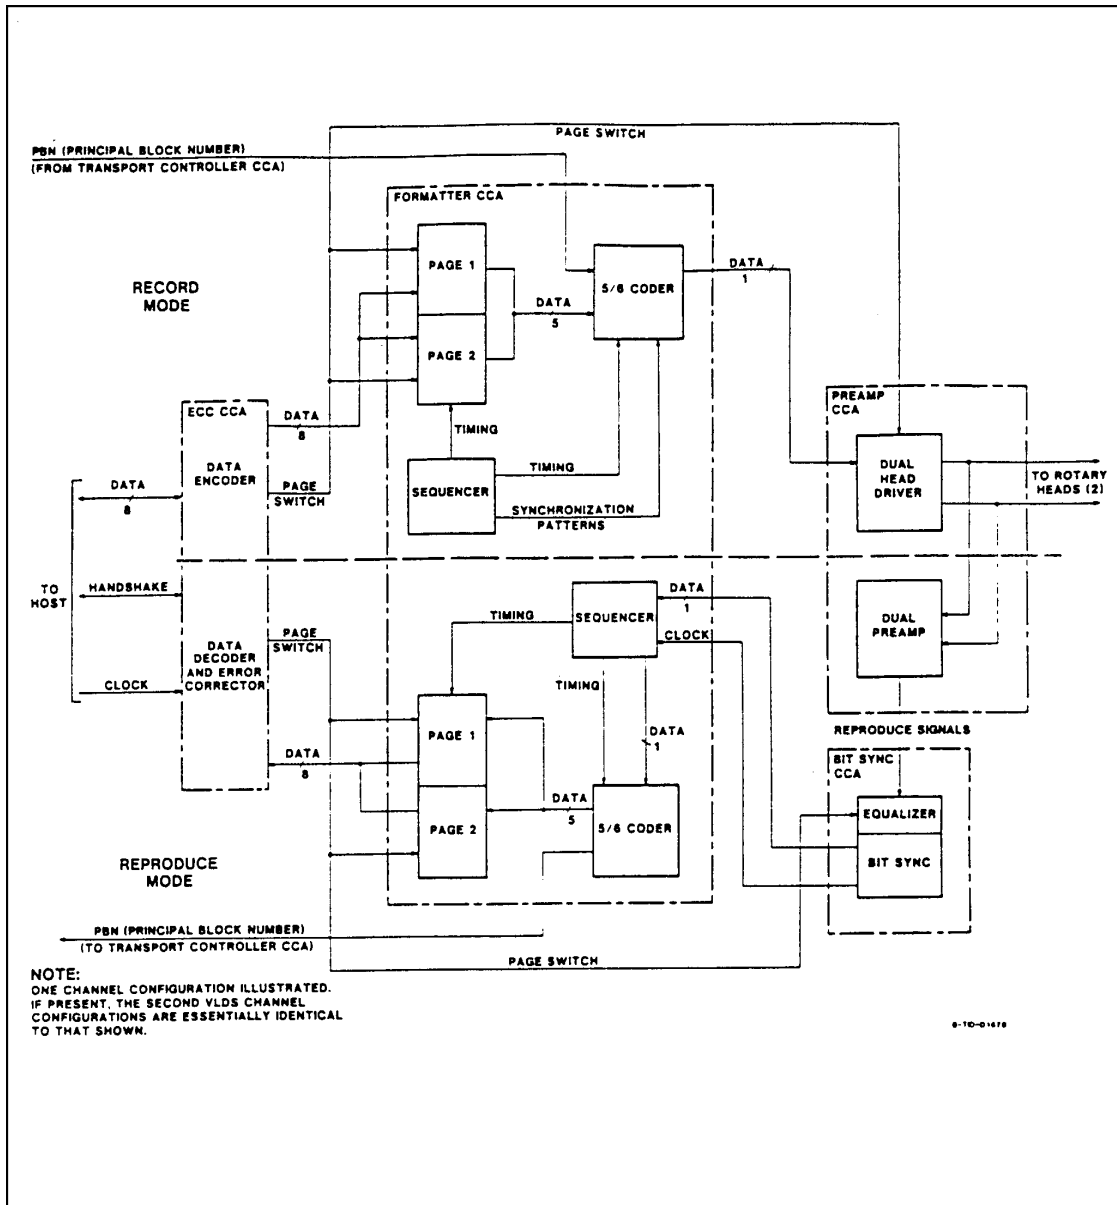 PAGE SWITCH
PBN (PRINCIPAL BLOCK NUMBER)
(FROM TRANSPORT CONTROLLER CCA)
FORMATTER CCA
RECORD
MODE
PAGE 1
PAGE 2
DATA
5
5/6 CODER
DATA
1
ECC CCA
DATA
8
DATA
ENCODER
PAGE
SWITCH
TIMING
SEQUENCER
TIMING
SYNCHRONIZATION
PATTERNS
PREAMP
CCA
DUAL
HEAD
DRIVER
TO ROTARY
HEADS (2)
DATA
8
TO
HOST
HANDSHAKE
CLOCK
DATA
DECODER
AND ERROR
CORRECTOR
PAGE
SWITCH
DATA
8
TIMING
SEQUENCER
DATA
1
CLOCK
DUAL
PREAMP
TIMING
DATA
1
REPRODUCE SIGNALS
PAGE 1
PAGE 2
DATA
5
5/6 CODER
BIT SYNC
CCA
EQUALIZER
BIT SYNC
REPRODUCE
MODE
PBN (PRINCIPAL BLOCK NUMBER)
(TO TRANSPORT CONTROLLER CCA)
PAGE SWITCH
NOTE:
ONE CHANNEL CONFIGURATION ILLUSTRATED.
IF PRESENT, THE SECOND VLDS CHANNEL
CONFIGURATIONS ARE ESSENTIALLY IDENTICAL
TO THAT SHOWN.